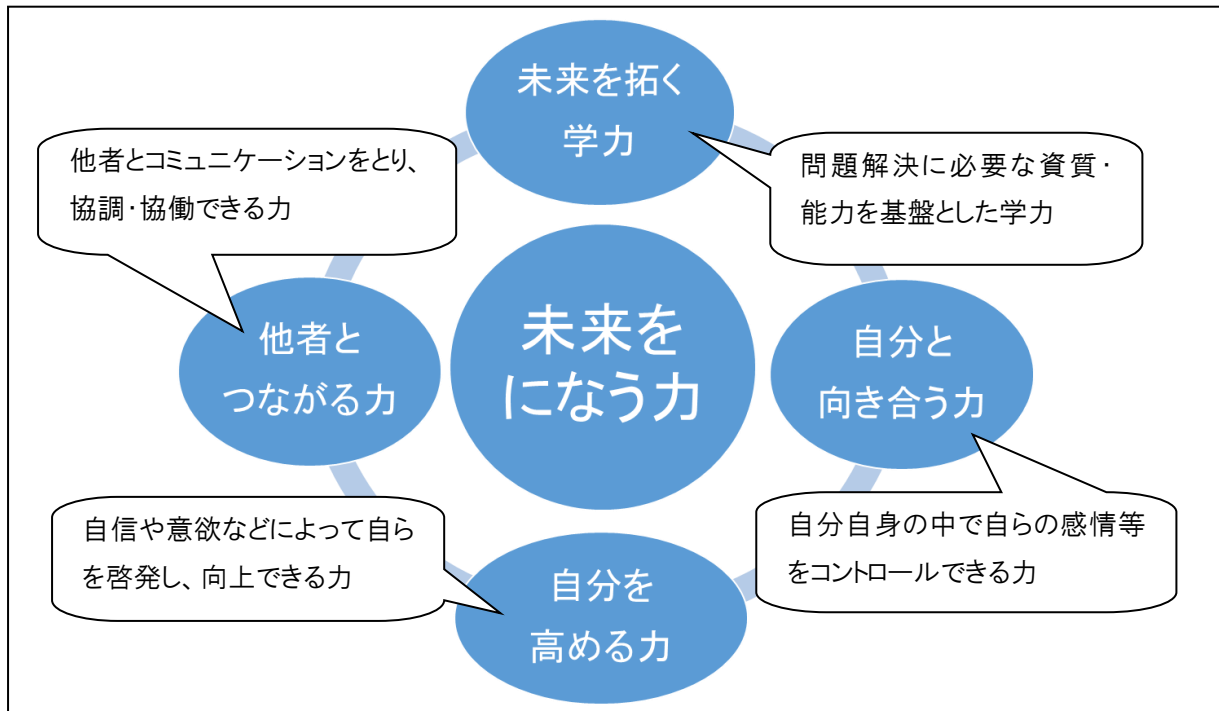 未来を拓く
学力
他者とコミュニケーションをとり、
協調・協働できる力
問題解決に必要な資質・
能力を基盤とした学力
他者と
つながる力
未来を
になう力
自分と
向き合う力
自信や意欲などによって自ら
を啓発し、向上できる力
自分自身の中で自らの感情等
をコントロールできる力
自分を
高める力